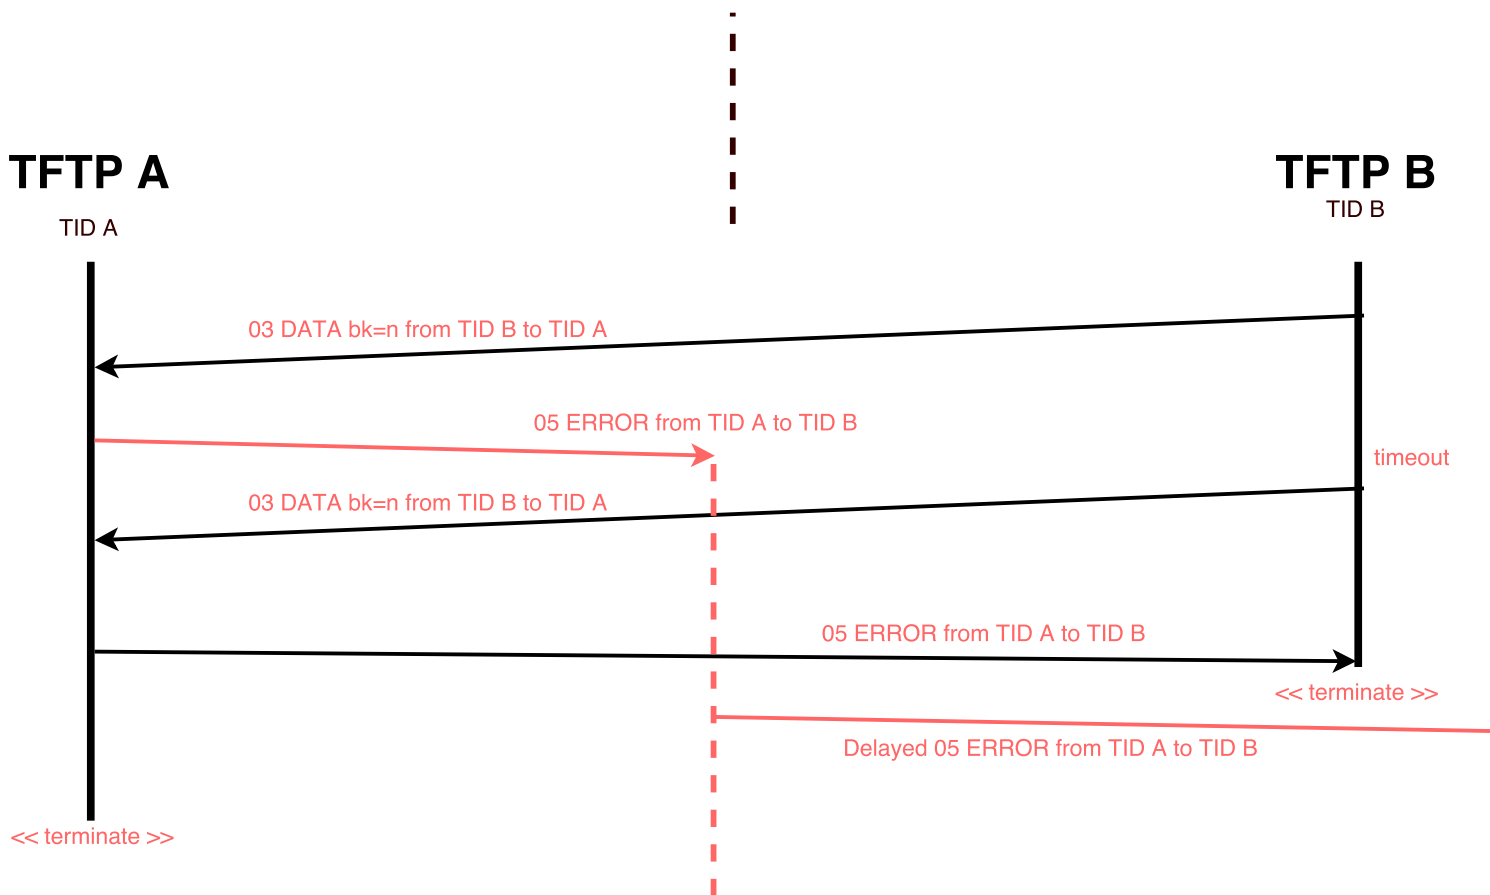 TFTP A
TFTP B
TID A
TID B
03 DATA bk=n from TID B to TID A
05 ERROR from TID A to TID B
timeout
03 DATA bk=n from TID B to TID A
05 ERROR from TID A to TID B
<< terminate >>
Delayed 05 ERROR from TID A to TID B
<< terminate >>